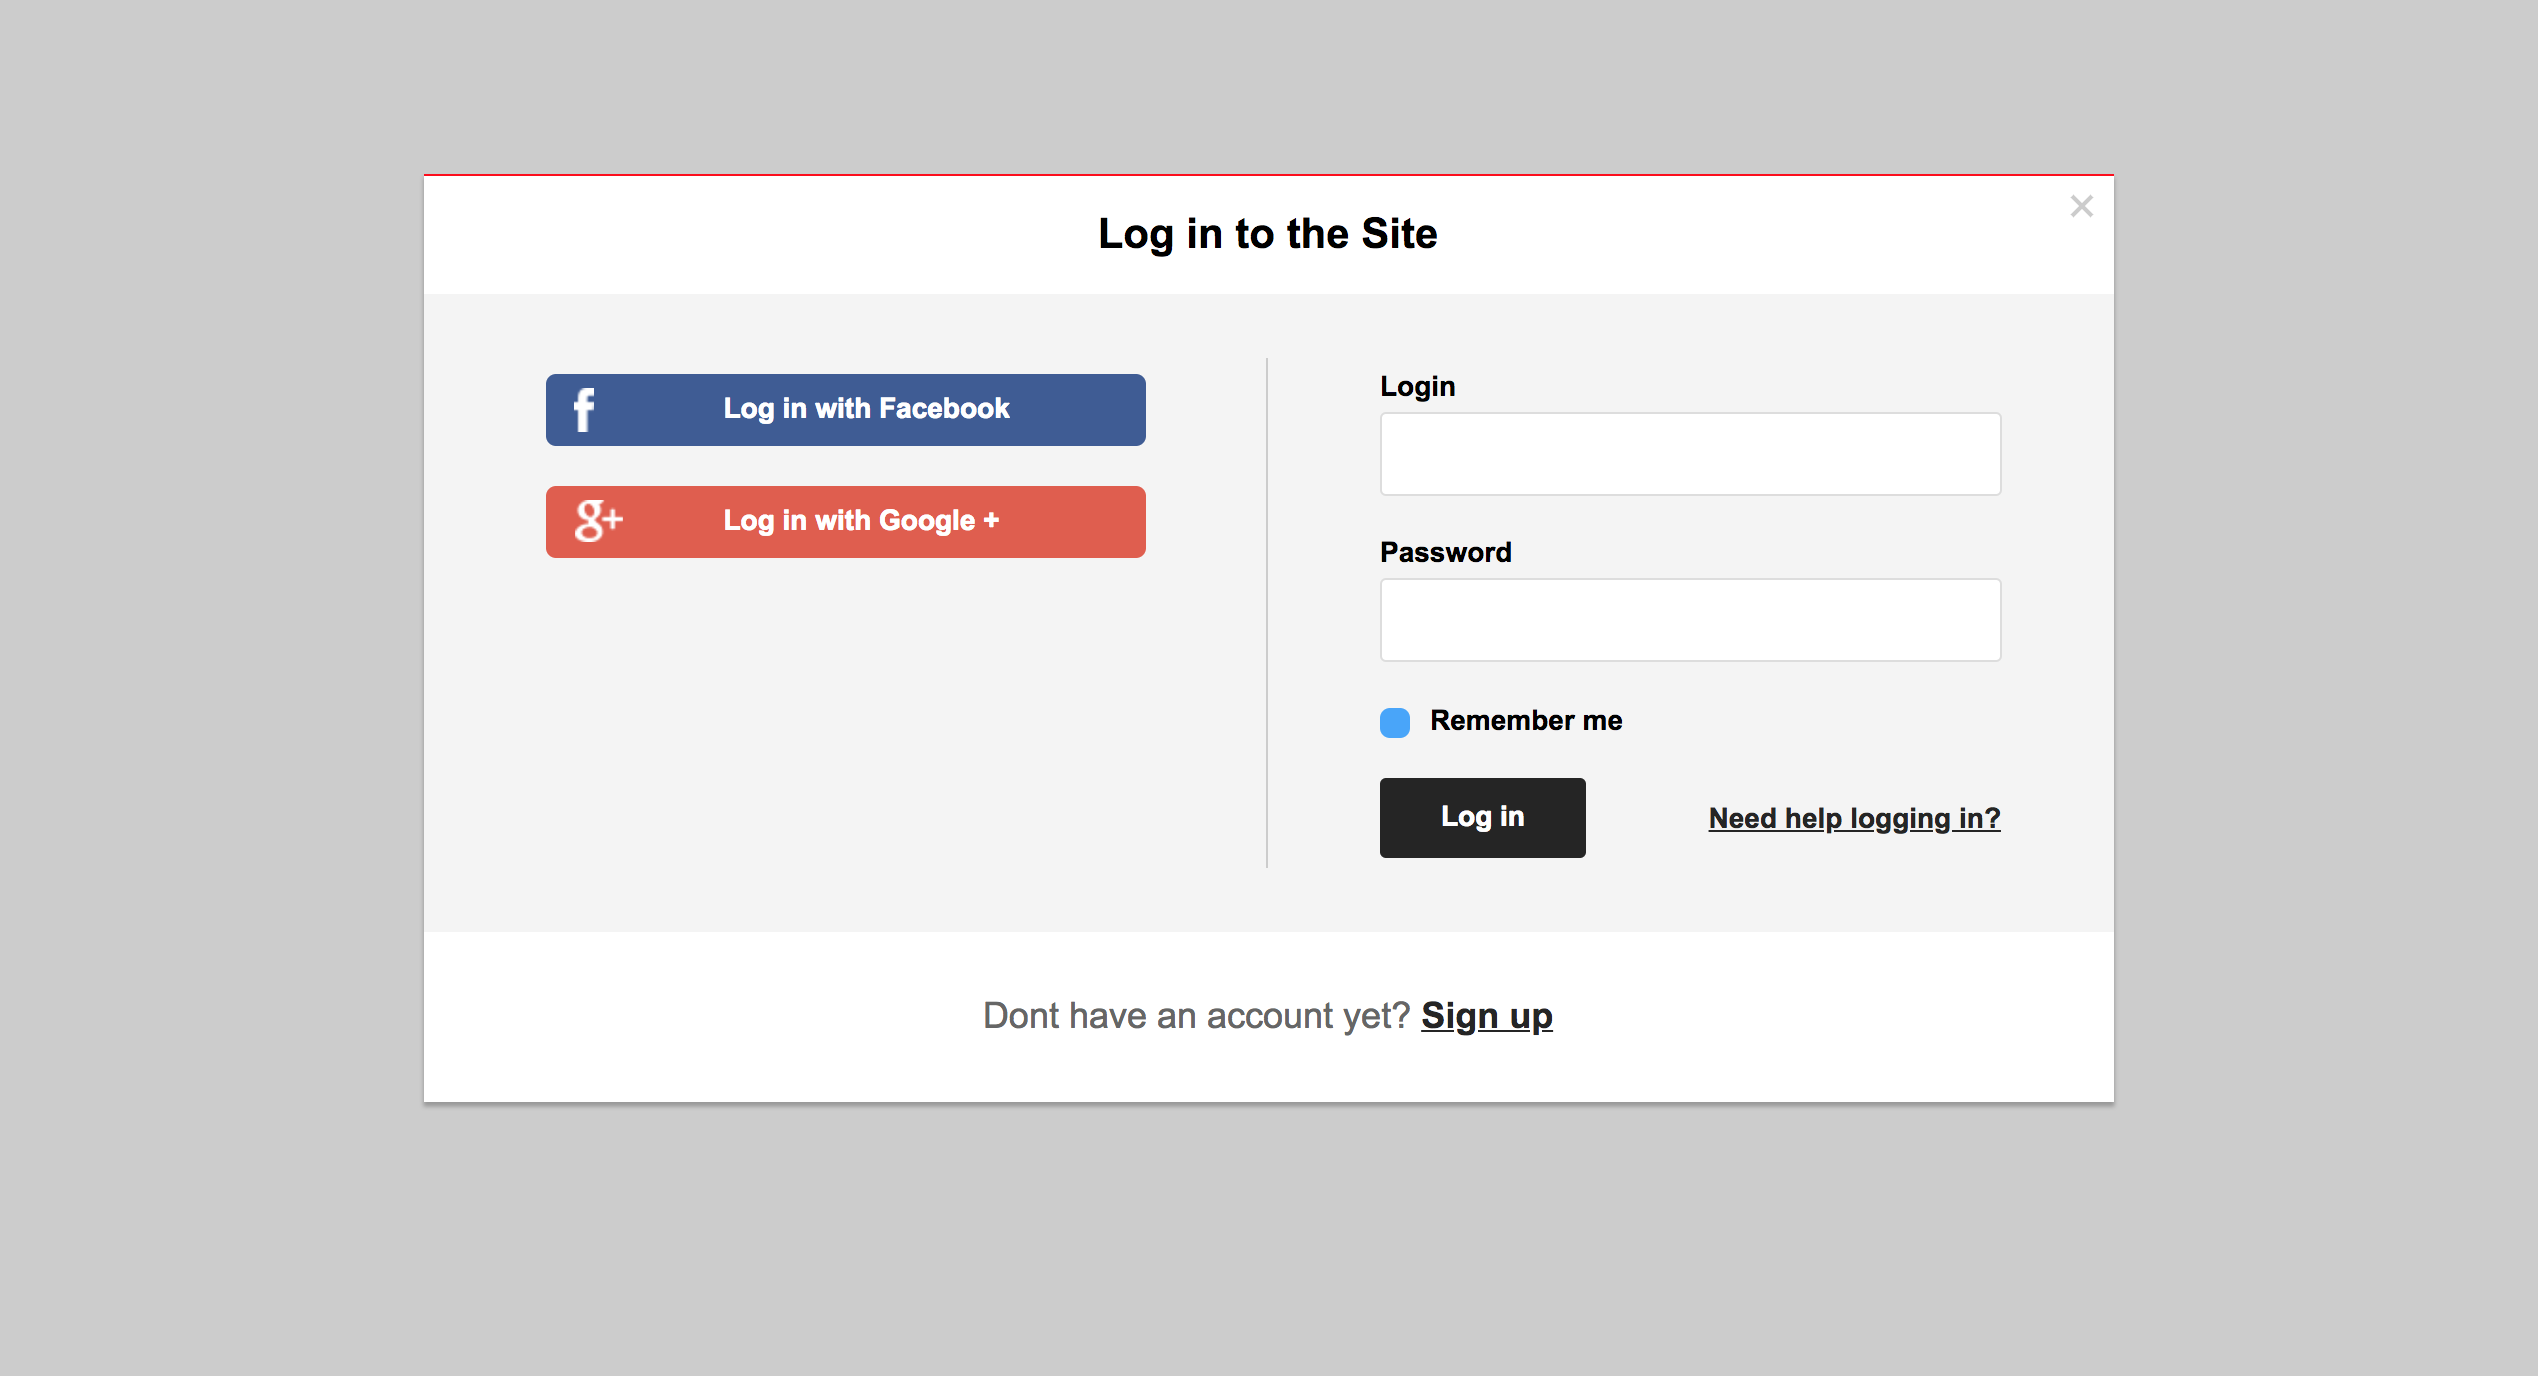 Log in to the Site
f Log in with Facebook
g+ Log in with Google +
Login
Password
Remember me
Log in
Need help logging in?
Dont have an account yet? Sign up